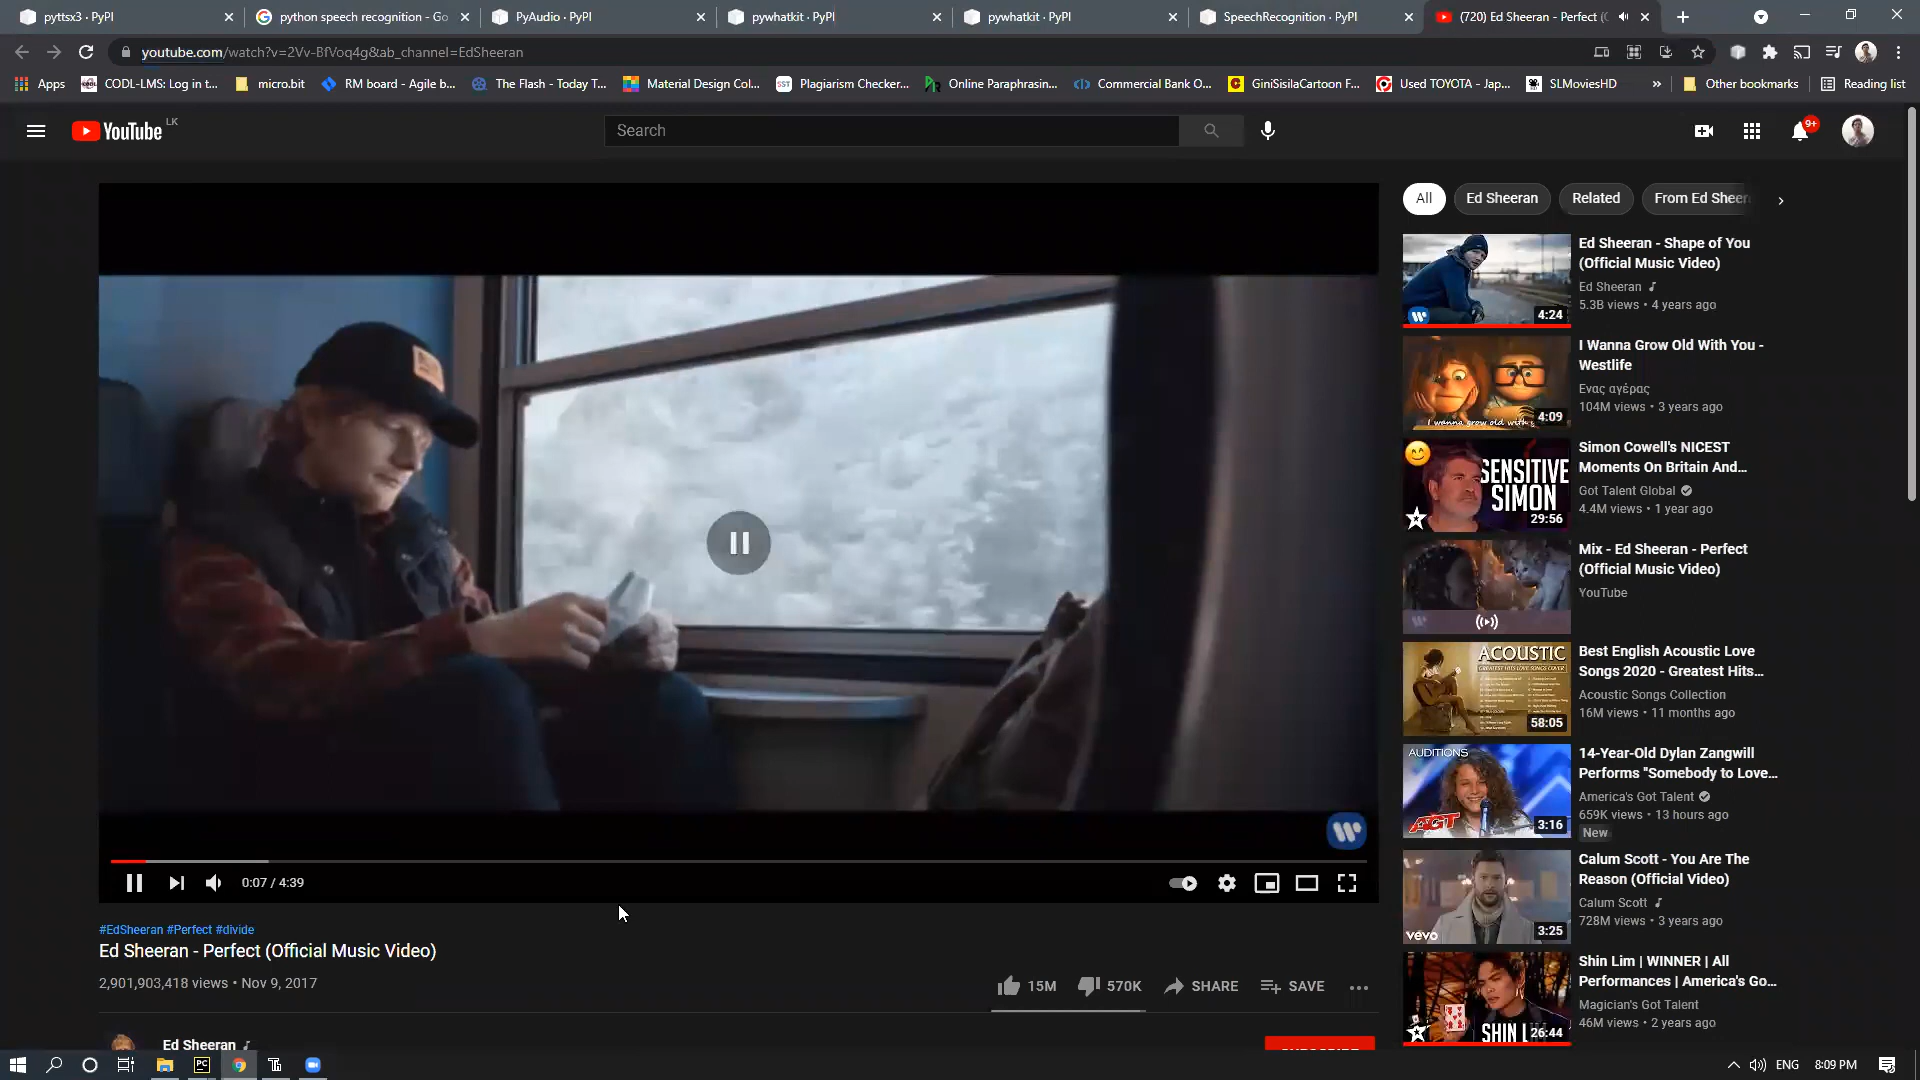 pyttsx3 · PyPI
python speech recognition - Go
PyAudio · PyPI
pywhatkit · PyPI
pywhatkit · PyPI
SpeechRecognition · PyPI
(720) Ed Sheeran - Perfect (
youtube.com/watch?v=2Vv-BfVoq4g&ab_channel=EdSheeran
Apps
CODL-LMS: Log in t...
micro.bit
RM board - Agile b...
The Flash - Today T...
Material Design Col...
Plagiarism Checker...
Online Paraphrasin...
Commercial Bank O...
GiniSisilaCartoon F...
Used TOYOTA - Jap...
SLMoviesHD
»
Other bookmarks
Reading list
YouTube LK
Search
9+
All
Ed Sheeran
Related
From Ed Sheer
Ed Sheeran - Shape of You
(Official Music Video)
Ed Sheeran
5.3B views • 4 years ago
4:24
I Wanna Grow Old With You -
Westlife
Ενας αγέρας
104M views • 3 years ago
4:09
I wanna grow old with
Simon Cowell's NICEST
Moments On Britain And...
Got Talent Global
4.4M views • 1 year ago
SENSITIVE
SIMON
29:56
Mix - Ed Sheeran - Perfect
(Official Music Video)
YouTube
Best English Acoustic Love
Songs 2020 - Greatest Hits...
Acoustic Songs Collection
16M views • 11 months ago
ACOUSTIC
58:05
AUDITIONS
AGT
3:16
14-Year-Old Dylan Zangwill
Performs "Somebody to Love...
America's Got Talent
659K views • 13 hours ago
New
Calum Scott - You Are The
Reason (Official Video)
Calum Scott
728M views • 3 years ago
vevo
3:25
Shin Lim | WINNER | All
Performances | America's Go...
Magician's Got Talent
46M views • 2 years ago
SHIN LIM
26:44
0:07 / 4:39
#EdSheeran #Perfect #divide
Ed Sheeran - Perfect (Official Music Video)
2,901,903,418 views • Nov 9, 2017
15M
570K
SHARE
SAVE
Ed Sheeran
SUBSCRIBE
PC
ENG
8:09 PM